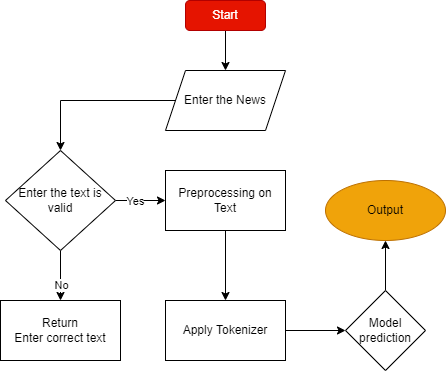 Start
Enter the News
Enter the text is
valid
Yes
Preprocessing on
Text
Output
No
Return
Enter correct text
Apply Tokenizer
Model
prediction